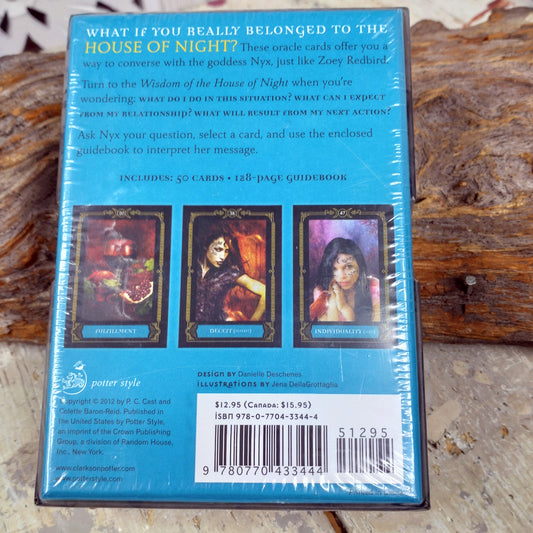 WHAT IF YOU REALLY BELONGED TO THE
HOUSE OF NIGHT? These oracle cards offer you a
way to converse with the goddess Nyx, just like Zoey Redbird.
Turn to the Wisdom of the House of Night when you're
wondering: WHAT DO I DO IN THIS SITUATION? WHAT CAN I EXPECT
FROM MY RELATIONSHIP? WHAT WILL RESULT FROM MY NEXT ACTION?
Ask Nyx your question, select a card, and use the enclosed
guidebook to interpret her message.
INCLUDES: 50 CARDS • 128-PAGE GUIDEBOOK
FULFILLMENT
DECEIT
47
INDIVIDUALITY
potter style
DESIGN BY Danielle Deschenes
ILLUSTRATIONS BY Jena DellaGrottaglia
Copyright © 2012 by P. C. Cast and
Colette Baron-Reid. Published in
the United States by Potter Style,
an imprint of the Crown Publishing
Group, a division of Random House,
Inc., New York.
www.clarksonpotter.com
www.potterstyle.com
$12.95 (CANADA: $15.95)
ISBN 978-0-7704-3344-4
51295
9 780770 433444